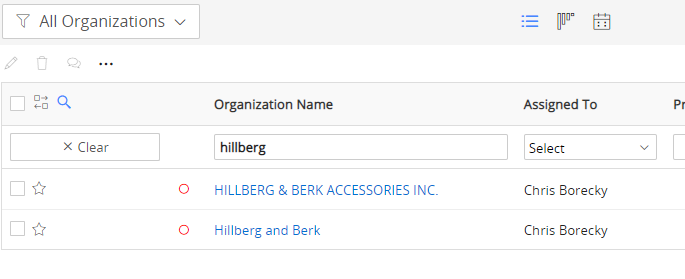 All Organizations
Organization Name Assigned To Pr
Clear hillberg Select
HILLBERG & BERK ACCESSORIES INC. Chris Borecky
Hillberg and Berk Chris Borecky